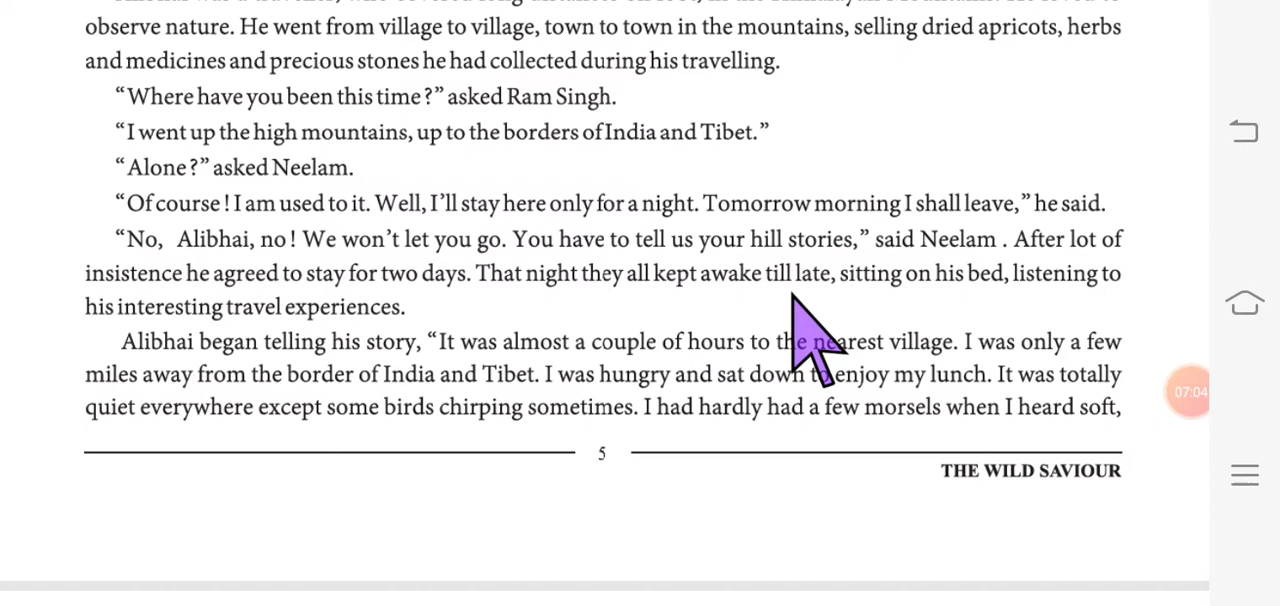 observe nature. He went from village to village, town to town in the mountains, selling dried apricots, herbs
and medicines and precious stones he had collected during his travelling.
“Where have you been this time?” asked Ram Singh.
“I went up the high mountains, up to the borders of India and Tibet.”
“Alone?” asked Neelam.
“Of course! I am used to it. Well, I’ll stay here only for a night. Tomorrow morning I shall leave,” he said.
“No, Alibhai, no! We won’t let you go. You have to tell us your hill stories,” said Neelam . After lot of
insistence he agreed to stay for two days. That night they all kept awake till late, sitting on his bed, listening to
his interesting travel experiences.
Alibhai began telling his story, “It was almost a couple of hours to the nearest village. I was only a few
miles away from the border of India and Tibet. I was hungry and sat down to enjoy my lunch. It was totally
quiet everywhere except some birds chirping sometimes. I had hardly had a few morsels when I heard soft,
5
THE WILD SAVIOUR
07:04